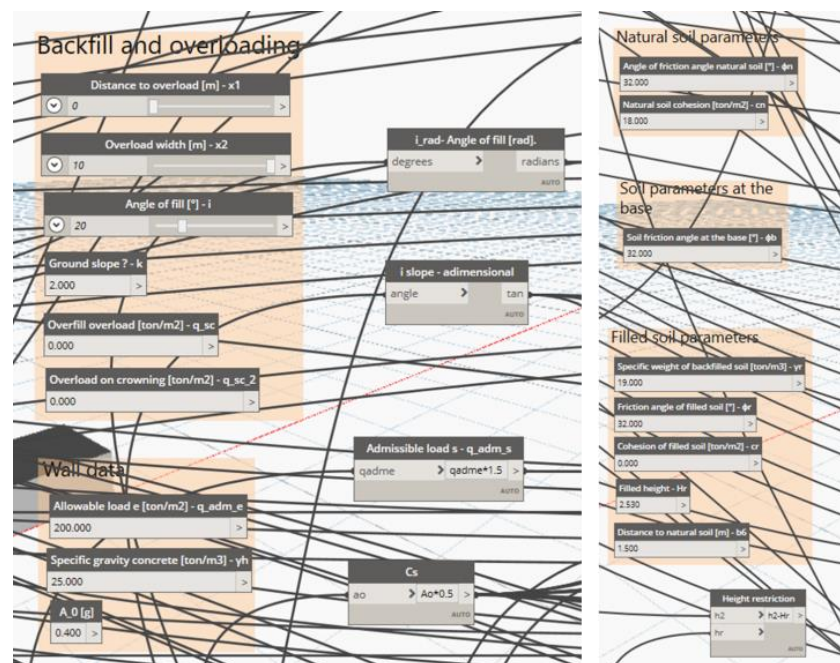 Backfill and overloading
Distance to overload [m] - x1
0 >
Overload width [m] - x2
10 >
Angle of fill [°] - i
20 >
Ground slope ? - k
2.000 >
Overfill overload [ton/m2] - q_sc
0.000 >
Overload on crowning [ton/m2] - q_sc_2
0.000 >
Wall data
Allowable load e [ton/m2] - q_adm_e
200.000 >
Specific gravity concrete [ton/m3] - γh
25.000 >
A_0 [g]
0.400 >
i_rad- Angle of fill [rad].
degrees > radians
AUTO
i slope - adimensional
angle > tan
AUTO
Admissible load s - q_adm_s
qadme > qadme*1.5 >
AUTO
Cs
ao > Ao*0.5 >
AUTO
Natural soil parameters
Angle of friction angle natural soil [°] - ϕn
32.000 >
Natural soil cohesion [ton/m2] - cn
18.000 >
Soil parameters at the
base
Soil friction angle at the base [°] - ϕb
32.000 >
Filled soil parameters
Specific weight of backfilled soil [ton/m3] - γr
19.000 >
Friction angle of filled soil [°] - ϕr
32.000 >
Cohesion of filled soil [ton/m2] - cr
0.000 >
Filled height - Hr
2.530 >
Distance to natural soil [m] - b6
1.500 >
Height restriction
h2 > h2-Hr >
hr >
AUTO